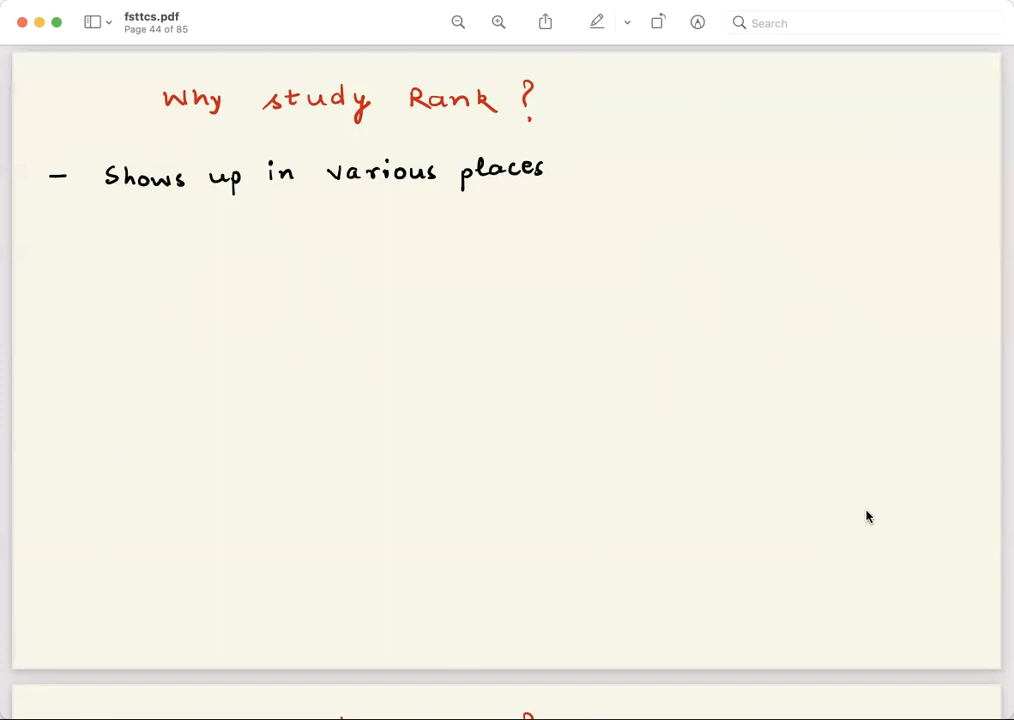 fsttcs.pdf
Page 44 of 85
Search
Why study Rank ?
- Shows up in various places